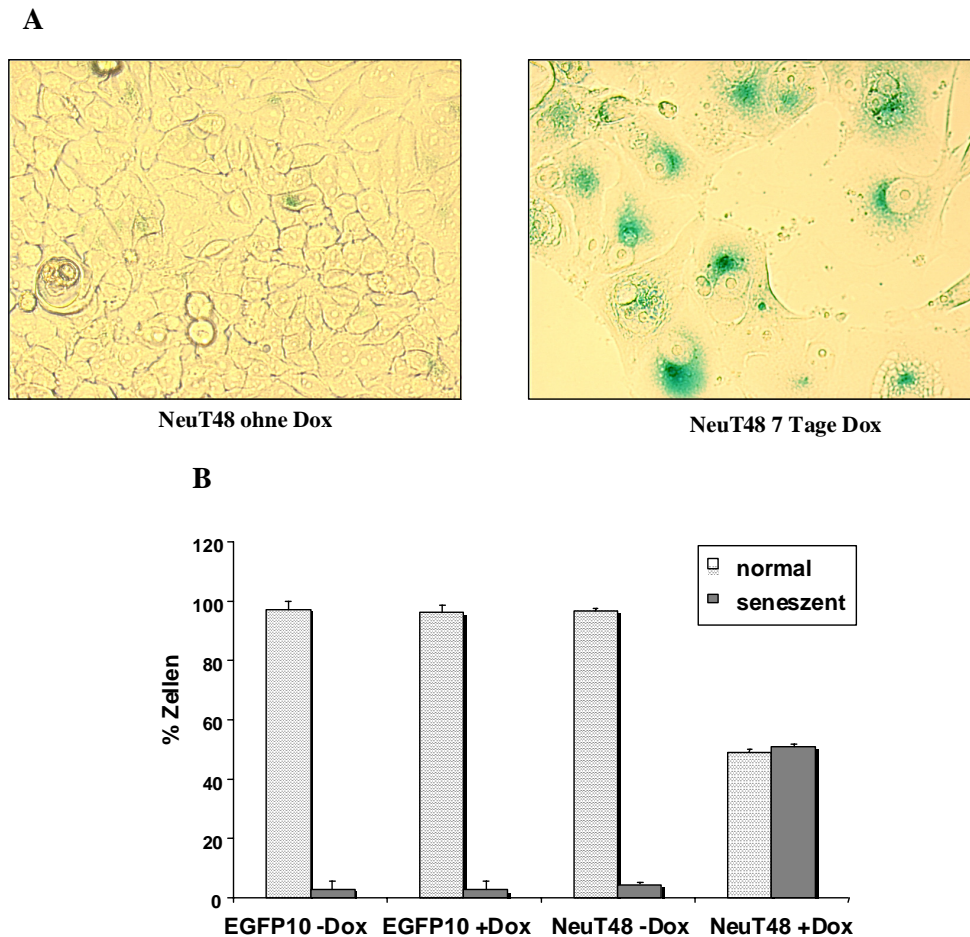 A
NeuT48 ohne Dox
NeuT48 7 Tage Dox
B
120
100
80
60
40
20
0
% Zellen
normal
seneszent
EGFP10 -Dox EGFP10 +Dox NeuT48 -Dox NeuT48 +Dox